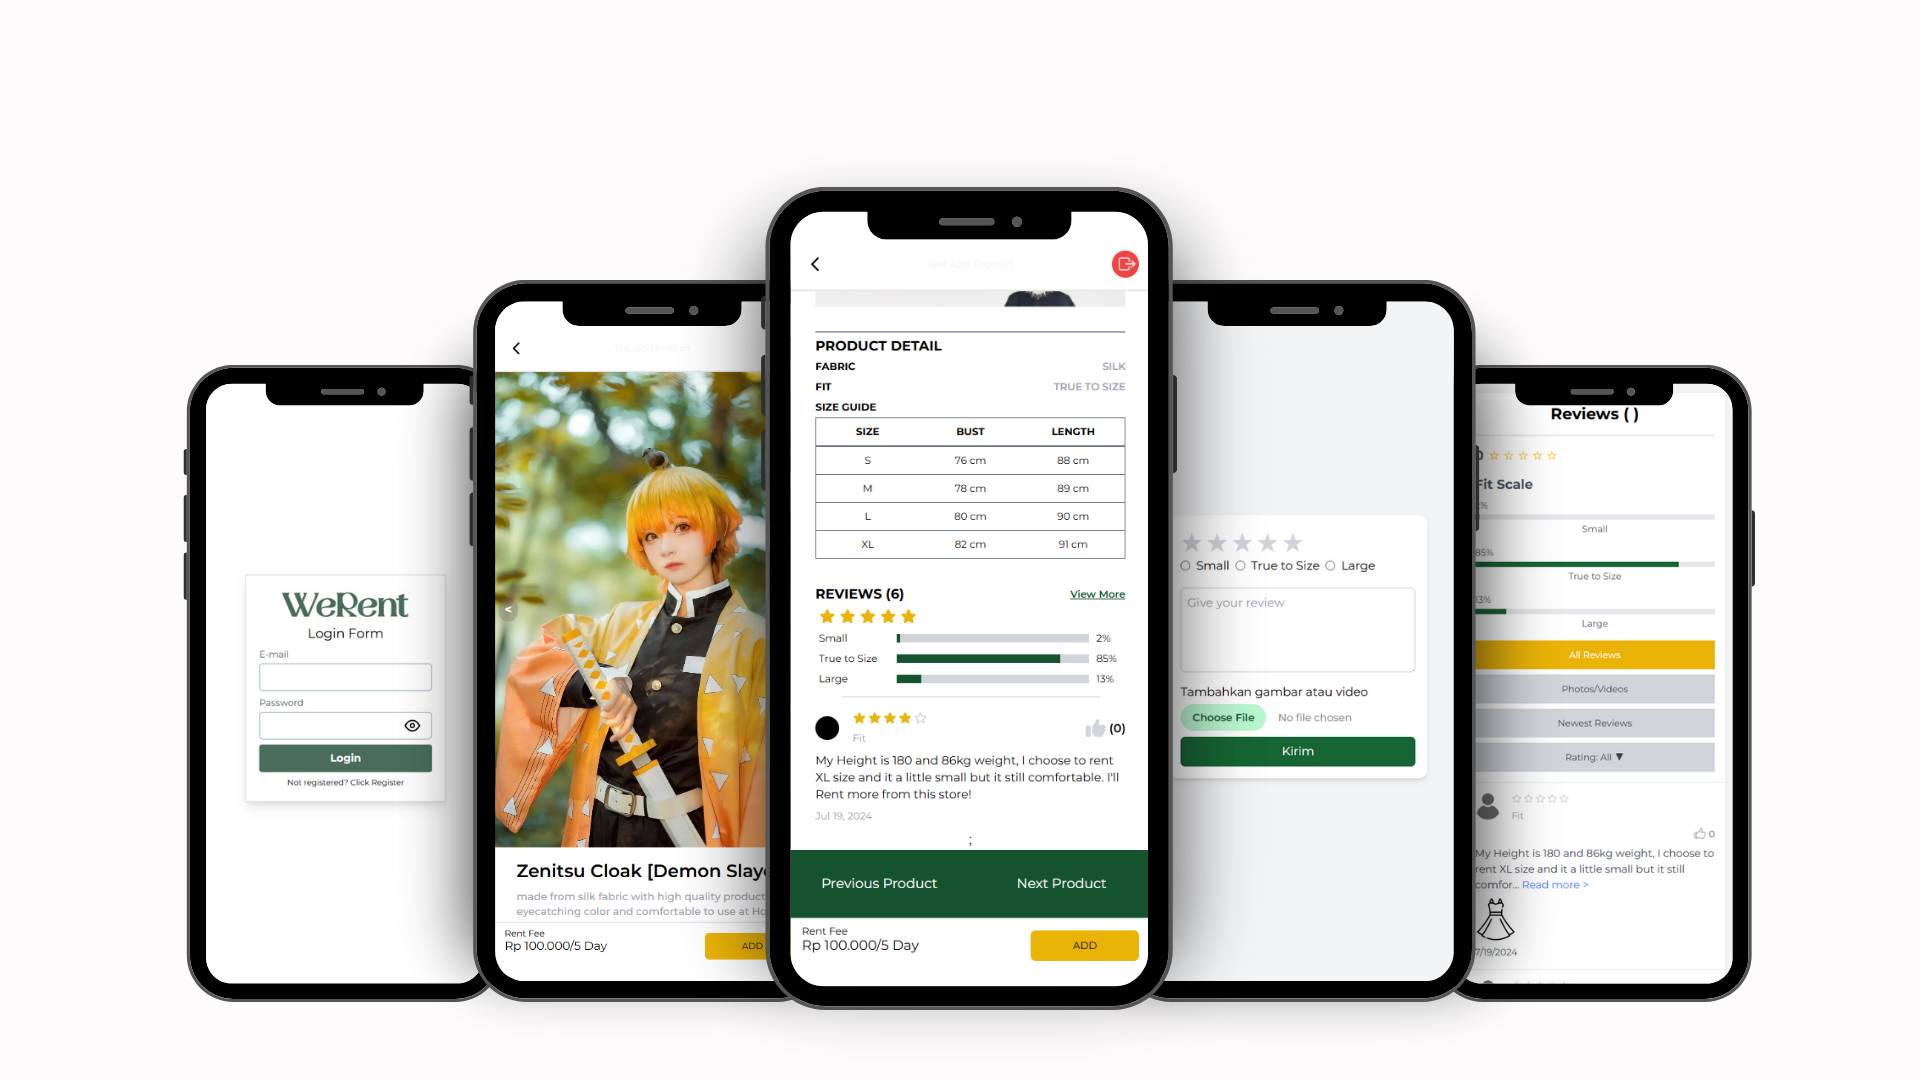 WeRent
Login Form
E-mail
Password
Login
Not registered? Click Register
Test Add Product
<
Zenitsu Cloak [Demon Slay
made from silk fabric with high quality product
eyecatching color and comfortable to use at Ho
Rent Fee
Rp 100.000/5 Day
ADD
Test Add Product
PRODUCT DETAIL
FABRIC SILK
FIT TRUE TO SIZE
SIZE GUIDE
SIZE BUST LENGTH
S 76 cm 88 cm
M 78 cm 89 cm
L 80 cm 90 cm
XL 82 cm 91 cm
REVIEWS (6) View More
Small 2%
True to Size 85%
Large 13%
(0)
Fit
My Height is 180 and 86kg weight, I choose to rent
XL size and it a little small but it still comfortable. I'll
Rent more from this store!
Jul 19, 2024
;
Previous Product Next Product
Rent Fee
Rp 100.000/5 Day
ADD
Small True to Size Large
Give your review
Tambahkan gambar atau video
Choose File No file chosen
Kirim
Reviews ( )
Fit Scale
%
Small
85%
True to Size
13%
Large
All Reviews
Photos/Videos
Newest Reviews
Rating: All ▼
Fit
0
My Height is 180 and 86kg weight, I choose to
rent XL size and it a little small but it still
comfor... Read more >
7/19/2024